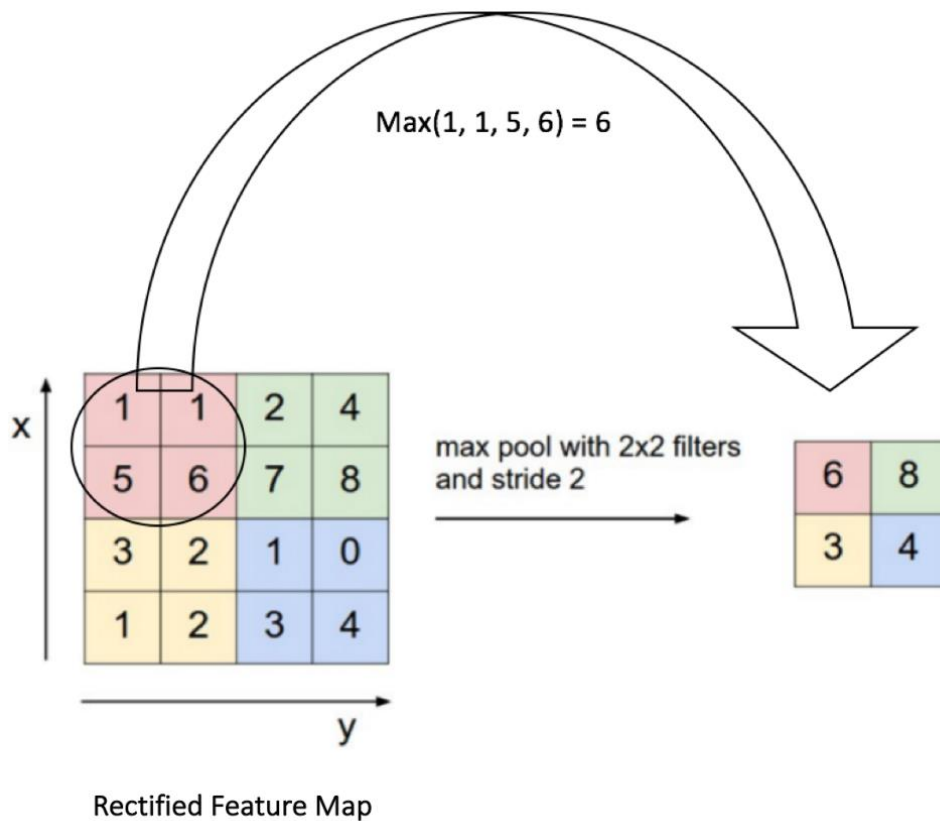 Max(1, 1, 5, 6) = 6
x
1 1 2 4
5 6 7 8
3 2 1 0
1 2 3 4
y
Rectified Feature Map
max pool with 2x2 filters
and stride 2
6 8
3 4